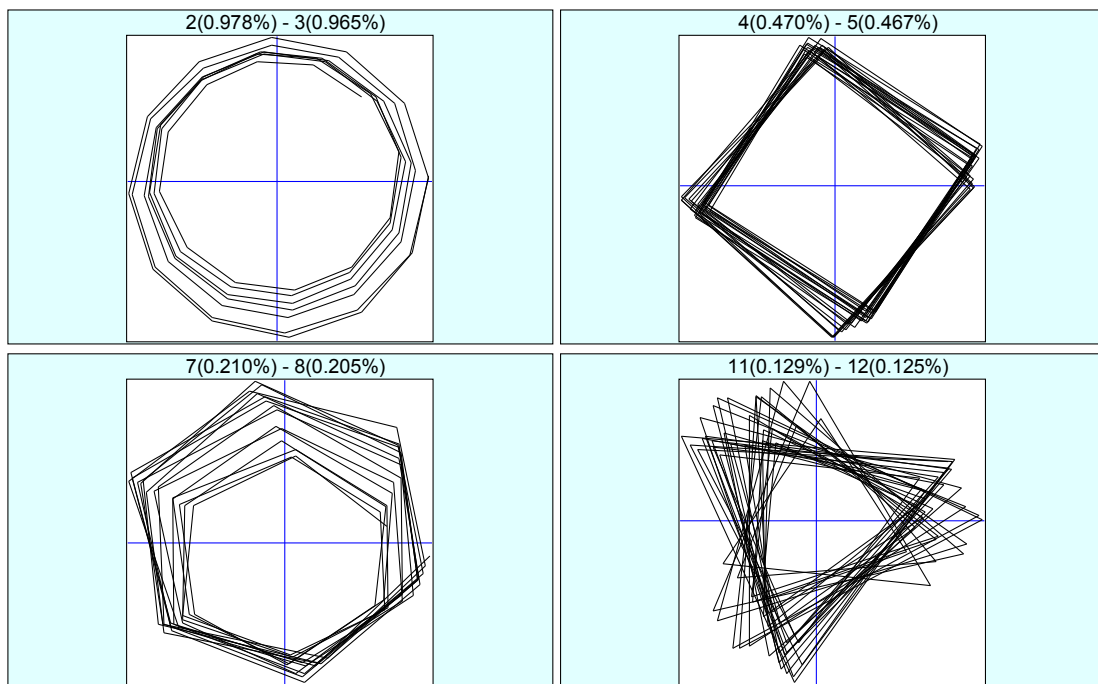 2(0.978%) - 3(0.965%)
4(0.470%) - 5(0.467%)
7(0.210%) - 8(0.205%)
11(0.129%) - 12(0.125%)